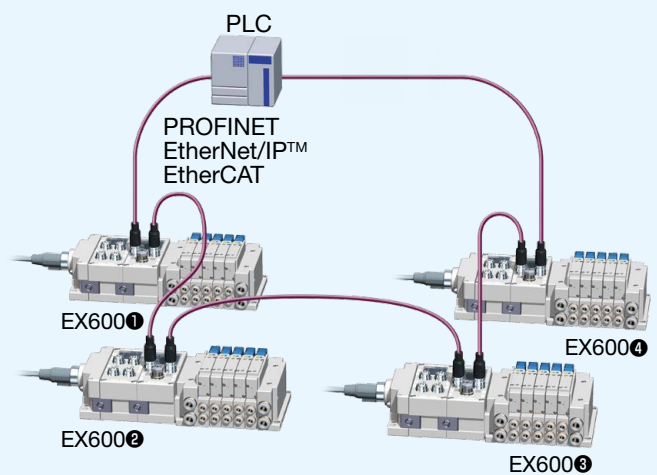 PLC
PROFINET
EtherNet/IP™
EtherCAT
EX600❶
EX600❹
EX600❷
EX600❸